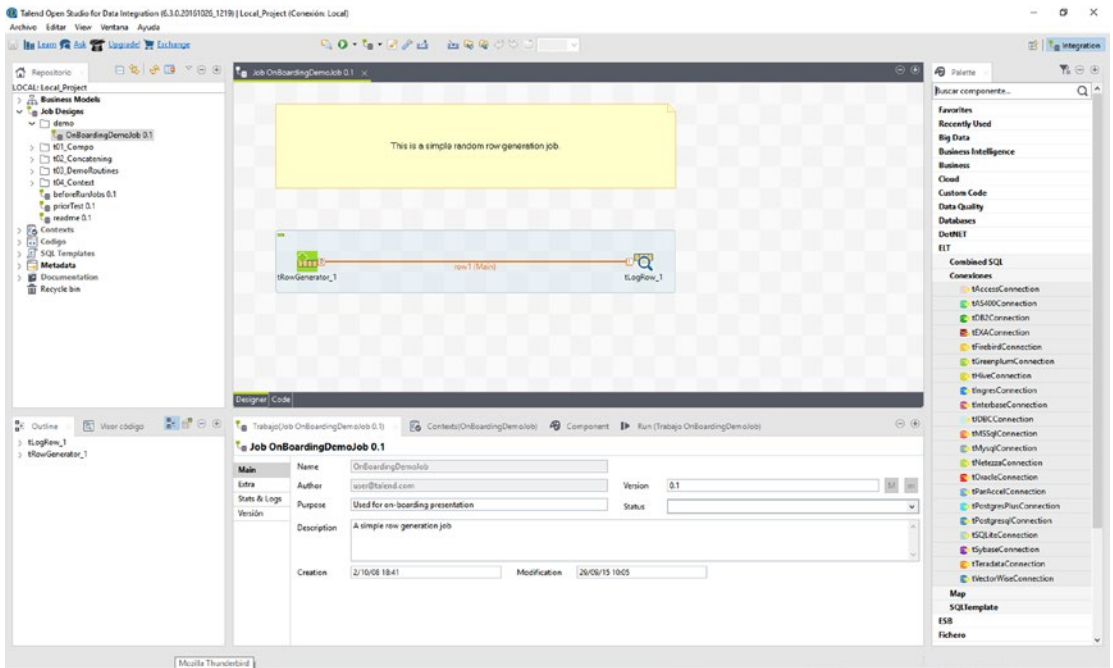 Talend Open Studio for Data Integration (6.3.0.20161026_1219) | Local_Project (Conexión: Local)
Archivo Editar View Ventana Ayuda
Learn Ask Upgrade! Exchange
Integration
Repositorio
LOCAL: Local_Project
Business Models
Job Designs
demo
OnBoardingDemoJob 0.1
t01_Compo
t02_Concatening
t03_DemoRoutines
t04_Context
beforeRunJobs 0.1
priorTest 0.1
readme 0.1
Contexts
Codigo
SQL Templates
Metadata
Documentation
Recycle bin
Job OnBoardingDemoJob 0.1
This is a simple random row generation job.
tRowGenerator_1
row1 (Main)
tLogRow_1
Designer Code
Palette
Buscar componente...
Favorites
Recently Used
Big Data
Business Intelligence
Business
Cloud
Custom Code
Data Quality
Databases
DotNET
ELT
Combined SQL
Conexiones
tAccessConnection
tAS400Connection
tDB2Connection
tEXAConnection
tFirebirdConnection
tGreenplumConnection
tHiveConnection
tIngresConnection
tInterbaseConnection
tJDBCConnection
tMSSqlConnection
tMysqlConnection
tNetezzaConnection
tOracleConnection
tParAccelConnection
tPostgresPlusConnection
tPostgresqlConnection
tSQLiteConnection
tSybaseConnection
tTeradataConnection
tVectorWiseConnection
Map
SQLTemplate
ESB
Fichero
Outline
Visor código
tLogRow_1
tRowGenerator_1
Trabajo(Job OnBoardingDemoJob 0.1)
Contexts(OnBoardingDemoJob)
Component
Run (Trabajo OnBoardingDemoJob)
Job OnBoardingDemoJob 0.1
Main
Extra
Stats & Logs
Versión
Name OnBoardingDemoJob
Author user@talend.com Version 0.1 M m
Purpose Used for on-boarding presentation Status
Description A simple row generation job
Creation 2/10/08 18:41 Modification 29/09/15 10:05
Mozilla Thunderbird